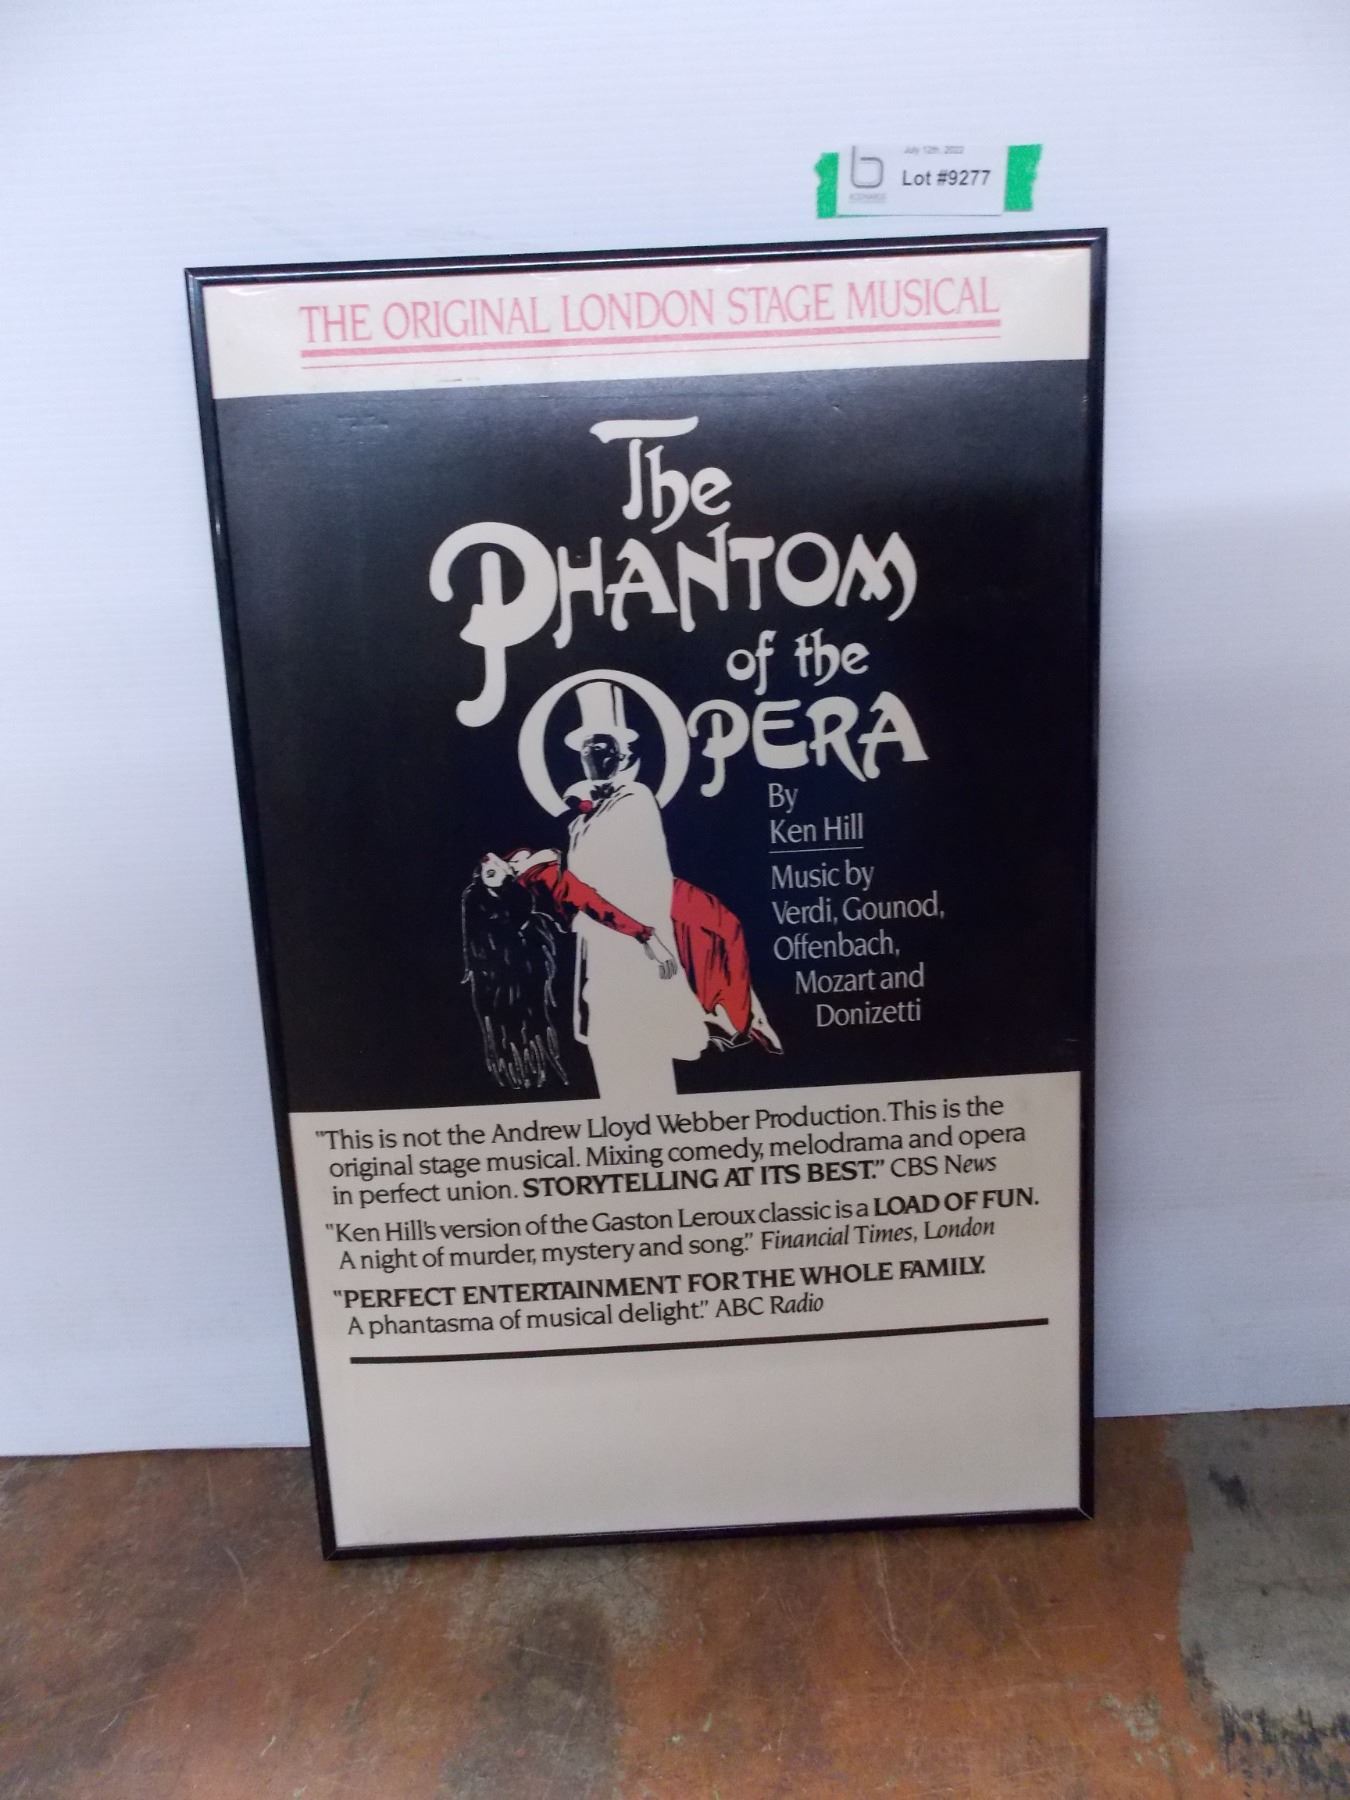 July 12th, 2022
b
Lot #9277
THE ORIGINAL LONDON STAGE MUSICAL
The
PHANTOM
of the
OPERA
By
Ken Hill
Music by
Verdi, Gounod,
Offenbach,
Mozart and
Donizetti
"This is not the Andrew Lloyd Webber Production. This is the
original stage musical. Mixing comedy, melodrama and opera
in perfect union. STORYTELLING AT ITS BEST." CBS News
"Ken Hill's version of the Gaston Leroux classic is a LOAD OF FUN.
A night of murder, mystery and song." Financial Times, London
"PERFECT ENTERTAINMENT FOR THE WHOLE FAMILY.
A phantasma of musical delight." ABC Radio